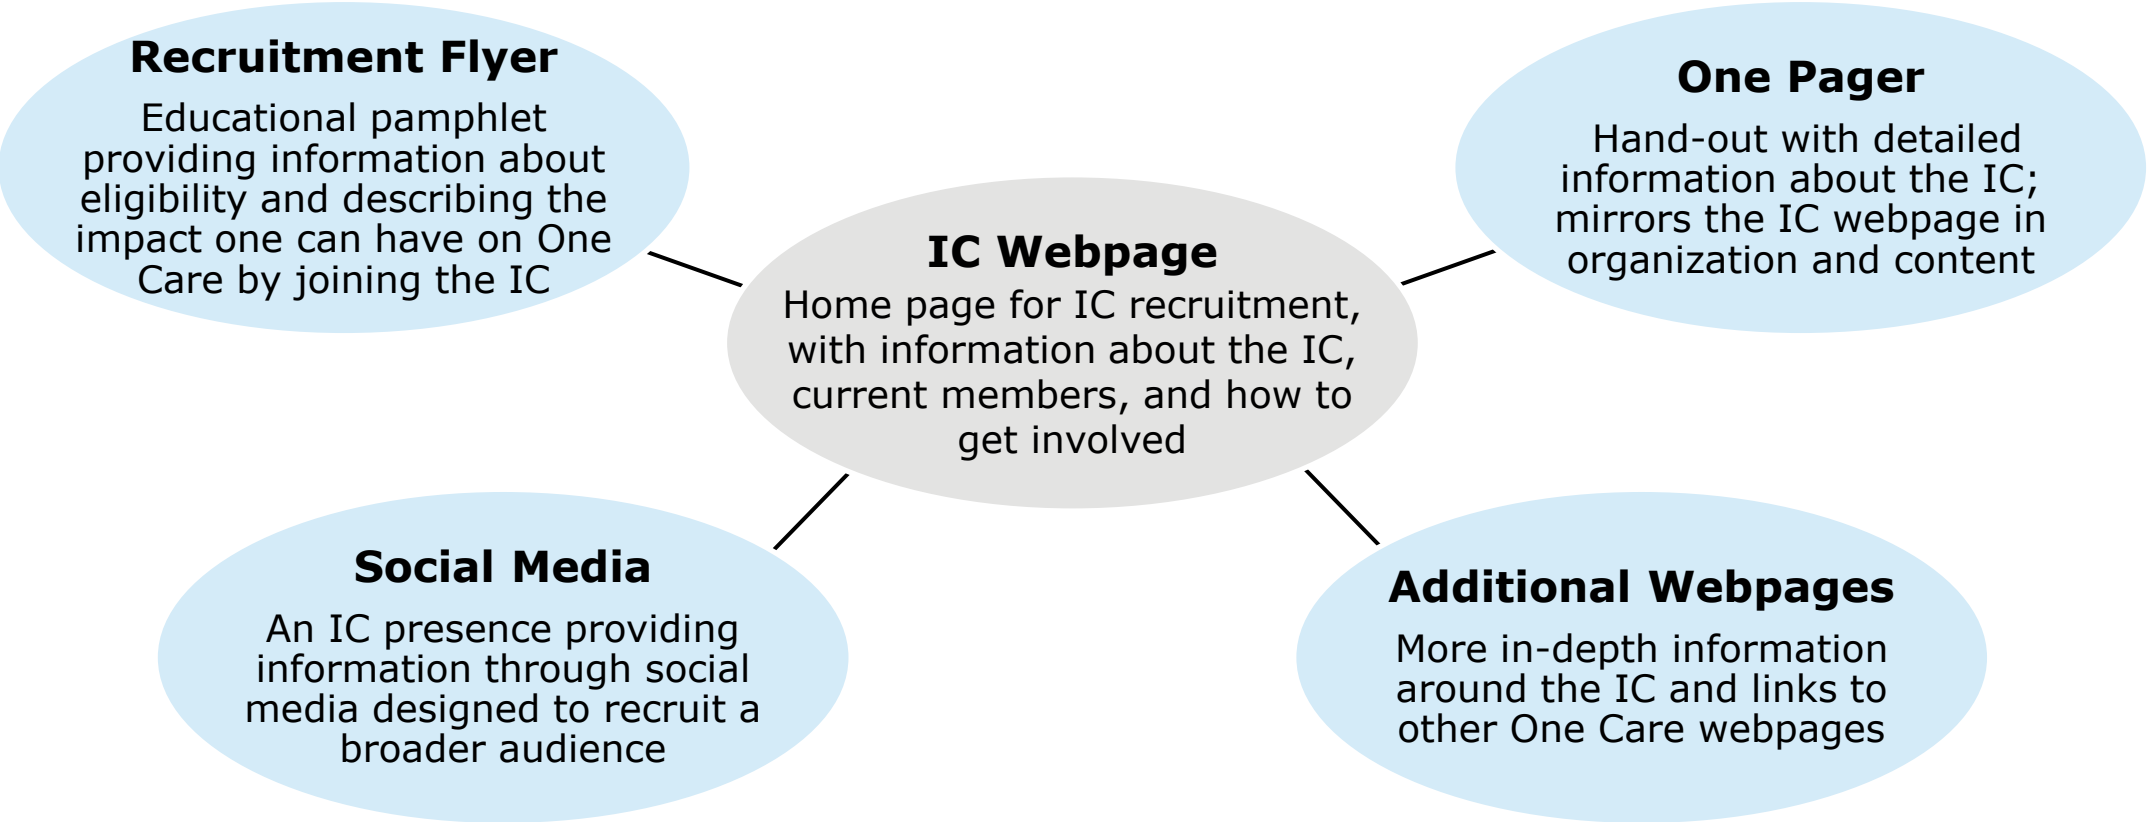 Recruitment Flyer
Educational pamphlet
providing information about
eligibility and describing the
impact one can have on One
Care by joining the IC
One Pager
Hand-out with detailed
information about the IC;
mirrors the IC webpage in
organization and content
IC Webpage
Home page for IC recruitment,
with information about the IC,
current members, and how to
get involved
Social Media
An IC presence providing
information through social
media designed to recruit a
broader audience
Additional Webpages
More in-depth information
around the IC and links to
other One Care webpages